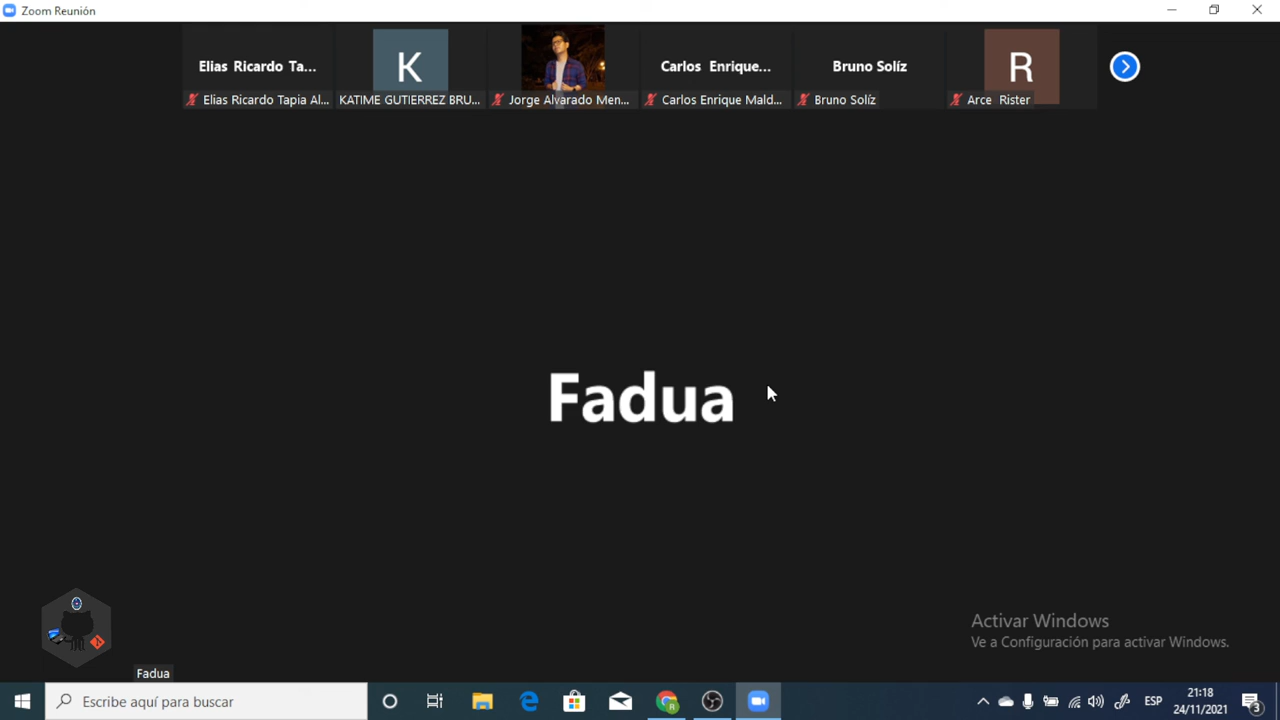 Zoom Reunión
Elias Ricardo Ta...
Carlos Enrique...
Bruno Solíz
K
R
Elias Ricardo Tapia Al...
KATIME GUTIERREZ BRU...
Jorge Alvarado Men...
Carlos Enrique Mald...
Bruno Solíz
Arce Rister
Fadua
Activar Windows
Ve a Configuración para activar Windows.
Fadua
Escribe aquí para buscar
ESP
21:18
24/11/2021
3